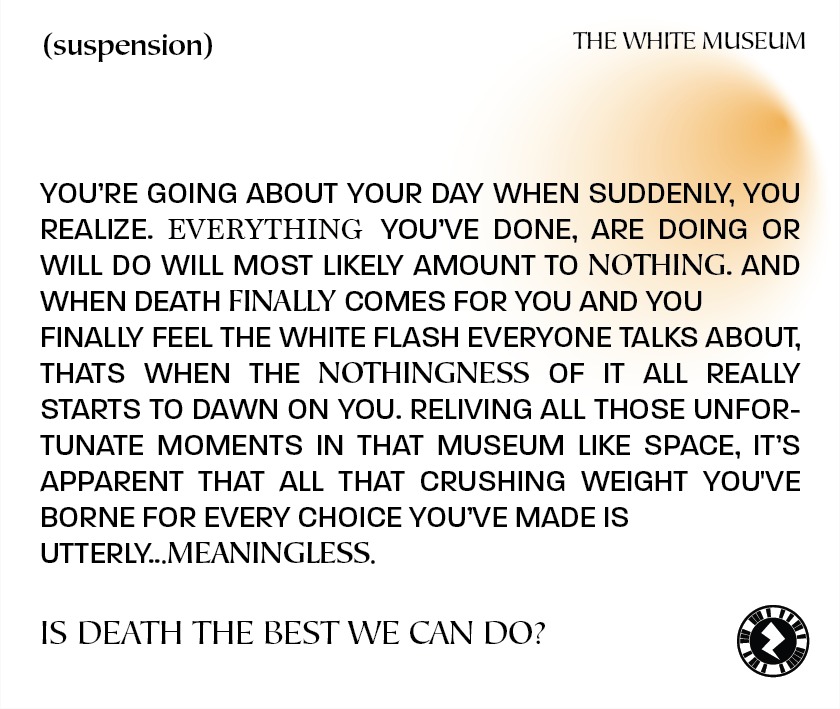 (suspension)
THE WHITE MUSEUM
YOU’RE GOING ABOUT YOUR DAY WHEN SUDDENLY, YOU
REALIZE. EVERYTHING YOU’VE DONE, ARE DOING OR
WILL DO WILL MOST LIKELY AMOUNT TO NOTHING. AND
WHEN DEATH FINALLY COMES FOR YOU AND YOU
FINALLY FEEL THE WHITE FLASH EVERYONE TALKS ABOUT,
THATS WHEN THE NOTHINGNESS OF IT ALL REALLY
STARTS TO DAWN ON YOU. RELIVING ALL THOSE UNFOR-
TUNATE MOMENTS IN THAT MUSEUM LIKE SPACE, IT’S
APPARENT THAT ALL THAT CRUSHING WEIGHT YOU'VE
BORNE FOR EVERY CHOICE YOU’VE MADE IS
UTTERLY...MEANINGLESS.
IS DEATH THE BEST WE CAN DO?